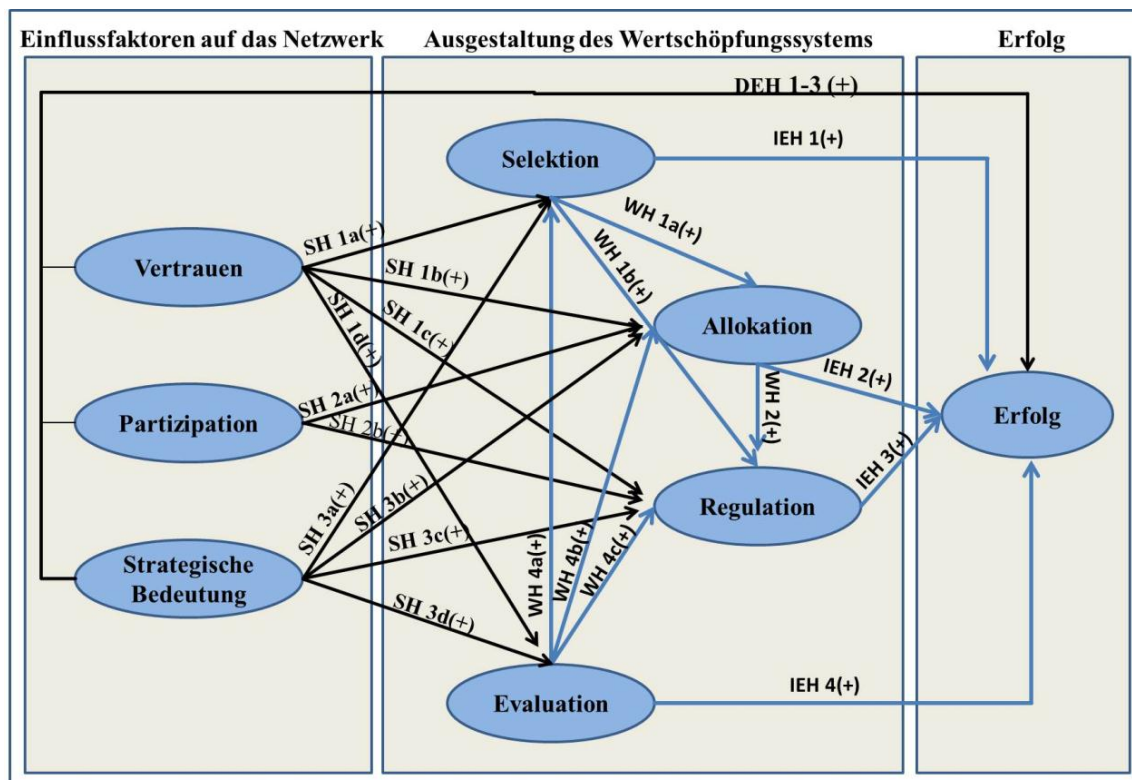 Einflussfaktoren auf das Netzwerk
Ausgestaltung des Wertschöpfungssystems
Erfolg
DEH 1-3 (+)
Selektion
IEH 1(+)
WH 1a(+)
WH 1b(+)
Vertrauen
SH 1a(+)
SH 1b(+)
SH 1c(+)
SH 1d(+)
Allokation
IEH 2(+)
WH 2(+)
Partizipation
SH 2a(+)
SH 2b(+)
Erfolg
IEH 3(+)
Regulation
Strategische
Bedeutung
SH 3a(+)
SH 3b(+)
SH 3c(+)
SH 3d(+)
WH 4a(+)
WH 4b(+)
WH 4c(+)
Evaluation
IEH 4(+)